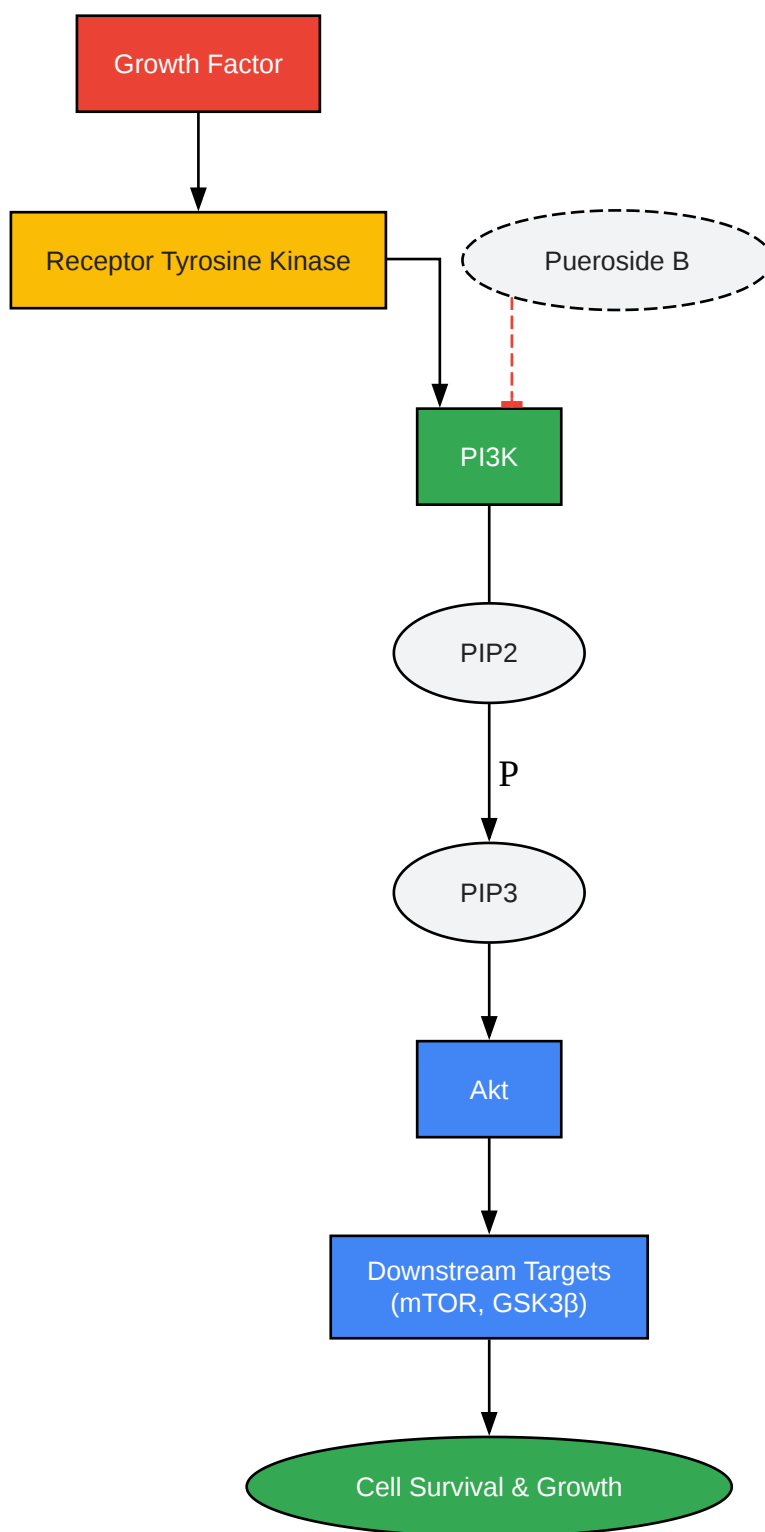 Growth Factor
Receptor Tyrosine Kinase
Pueroside B
PI3K
PIP2
P
PIP3
Akt
Downstream Targets
(mTOR, GSK3β)
Cell Survival & Growth